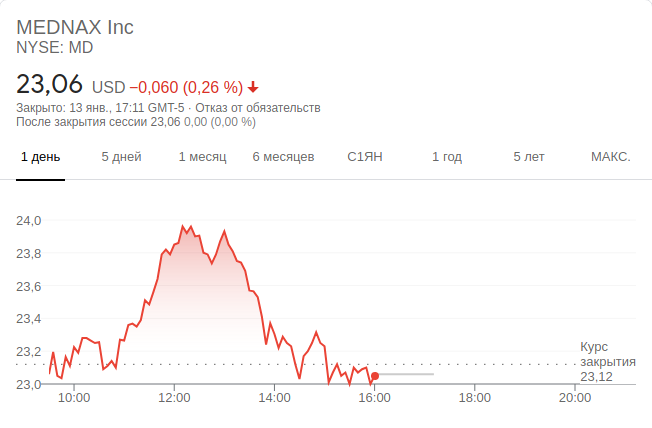 MEDNAX Inc
NYSE: MD
23,06 USD −0,060 (0,26 %)
Закрыто: 13 янв., 17:11 GMT-5 · Отказ от обязательств
После закрытия сессии 23,06 0,00 (0,00 %)
1 день 5 дней 1 месяц 6 месяцев С1ЯН 1 год 5 лет МАКС.
24,0
23,8
23,6
23,4
23,2
23,0
Курс
закрытия
23,12
10:00 12:00 14:00 16:00 18:00 20:00